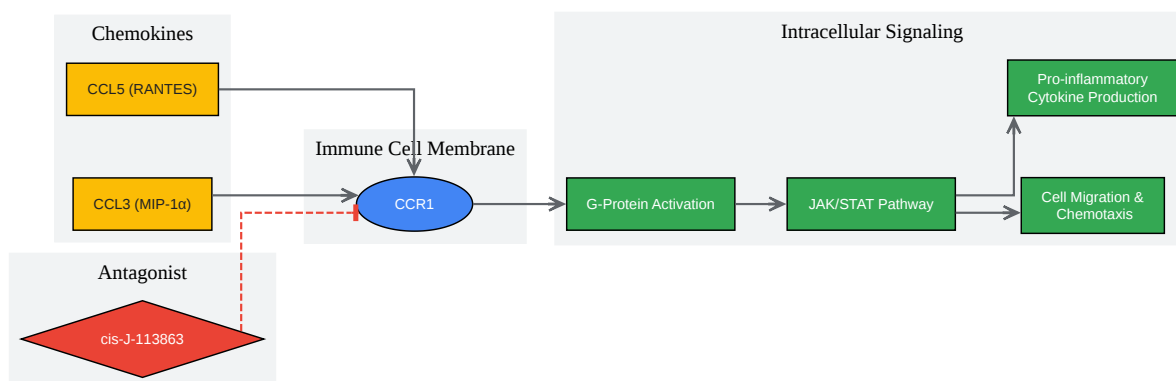 Chemokines
CCL5 (RANTES)
CCL3 (MIP-1α)
Antagonist
cis-J-113863
Immune Cell Membrane
CCR1
Intracellular Signaling
G-Protein Activation
JAK/STAT Pathway
Pro-inflammatory
Cytokine Production
Cell Migration &
Chemotaxis